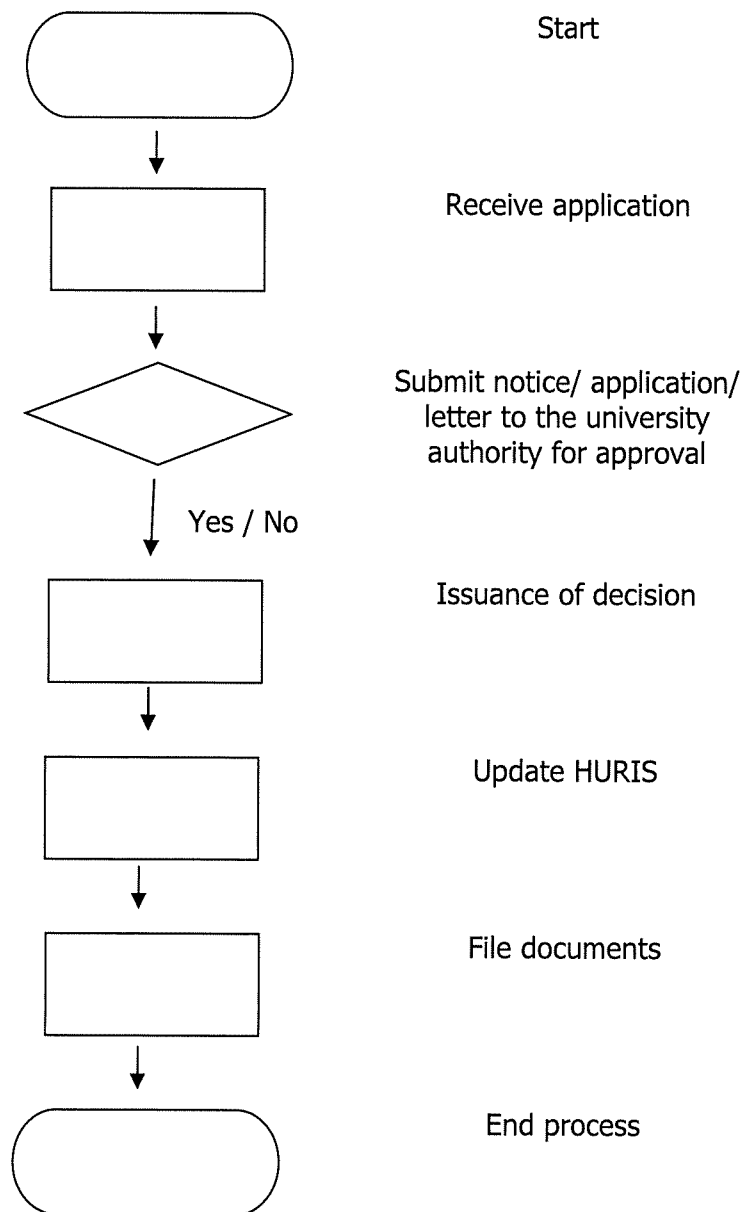 Start
Receive application
Submit notice/ application/
letter to the university
authority for approval
Yes / No
Issuance of decision
Update HURIS
File documents
End process